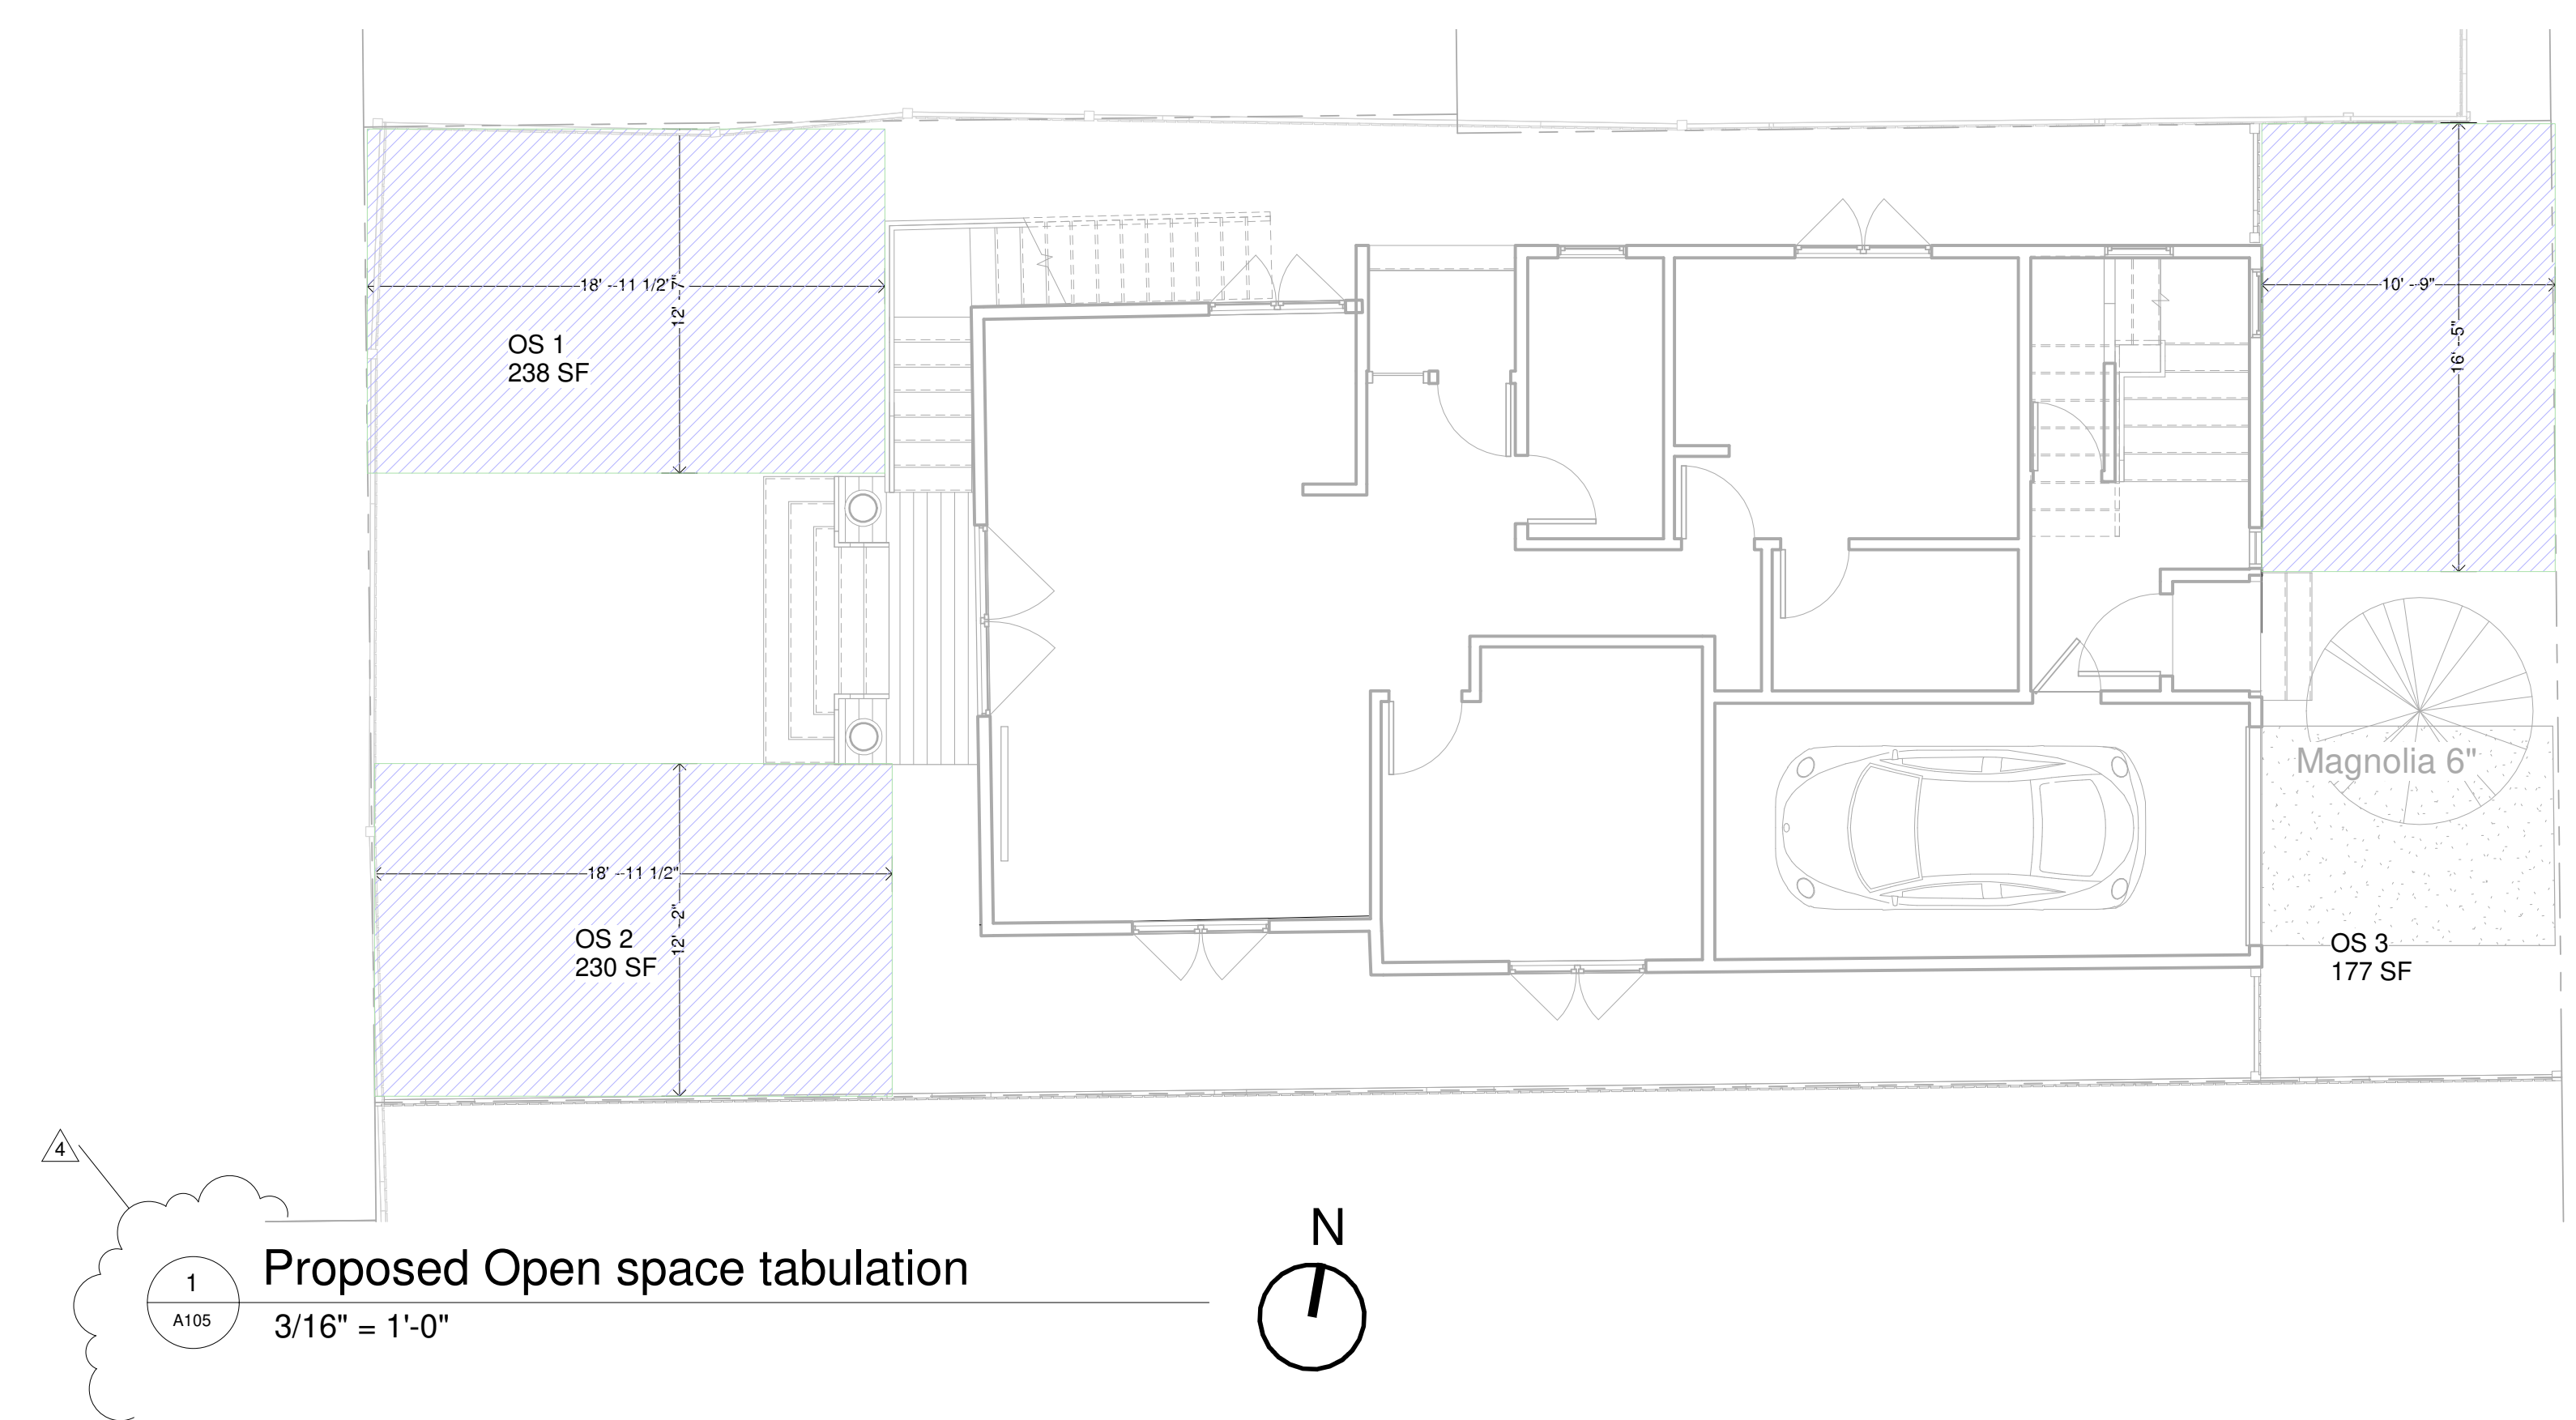 18' - 11 1/2"
12' - 7"
OS 1
238 SF
10' - 9"
16' - 5"
Magnolia 6"
18' - 11 1/2"
12' - 2"
OS 2
230 SF
OS 3
177 SF
4
N
1
A105
Proposed Open space tabulation
3/16" = 1'-0"